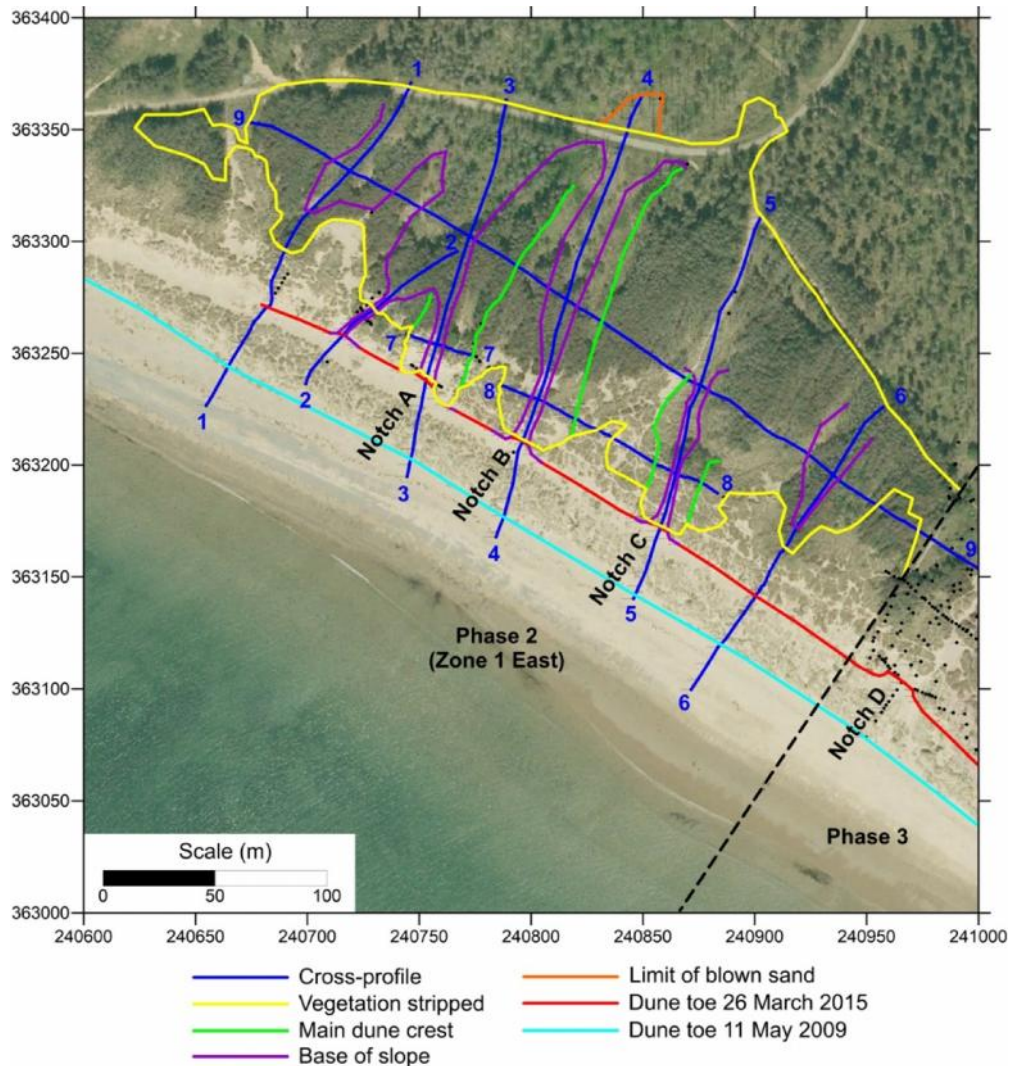 363400
363350
363300
363250
363200
363150
363100
363050
363000
1
3
4
9
5
2
7
7
8
6
1
2
Notch A
3
Notch B
4
8
Notch C
5
9
Phase 2
(Zone 1 East)
6
Notch D
Phase 3
Scale (m)
0 50 100
240600 240650 240700 240750 240800 240850 240900 240950 241000
Cross-profile
Vegetation stripped
Main dune crest
Base of slope
Limit of blown sand
Dune toe 26 March 2015
Dune toe 11 May 2009